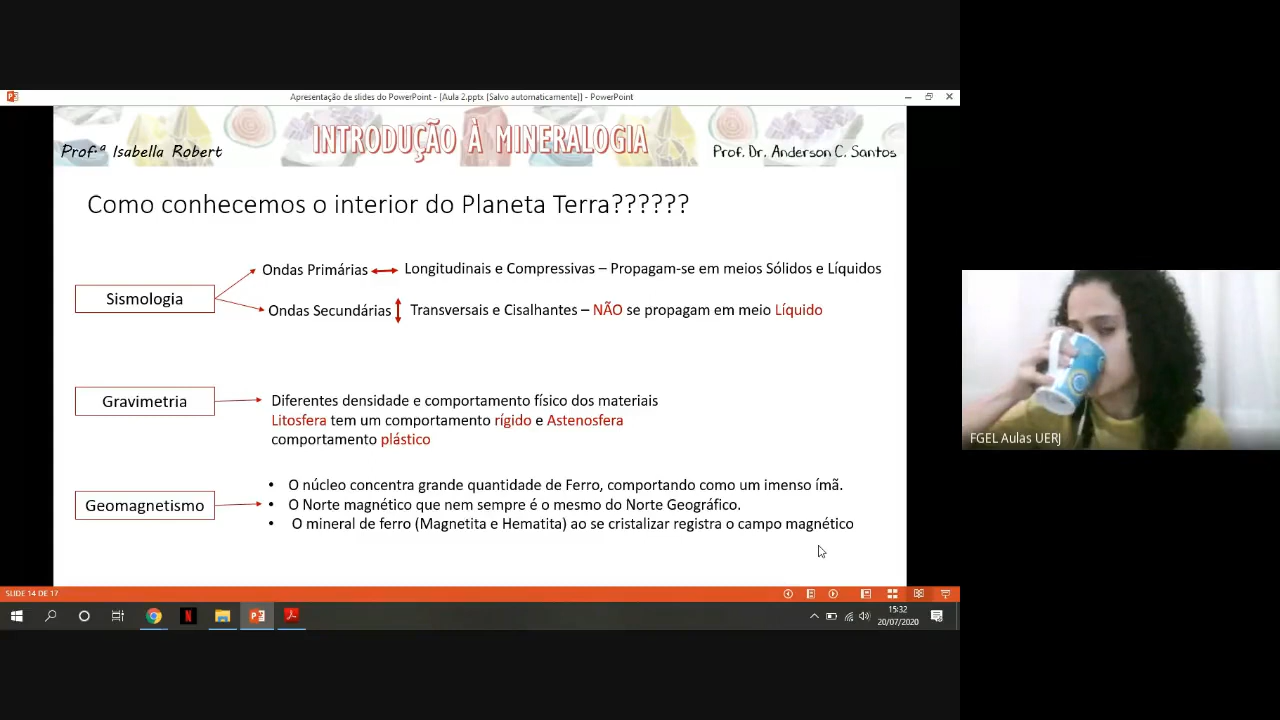 Apresentação de slides do PowerPoint - [Aula 2.pptx [Salvo automaticamente]] - PowerPoint
INTRODUÇÃO À MINERALOGIA
Prof.ª Isabella Robert
Prof. Dr. Anderson C. Santos
Como conhecemos o interior do Planeta Terra??????
Sismologia
Ondas Primárias
Longitudinais e Compressivas – Propagam-se em meios Sólidos e Líquidos
Ondas Secundárias
Transversais e Cisalhantes – NÃO se propagam em meio Líquido
Gravimetria
Diferentes densidade e comportamento físico dos materiais
Litosfera tem um comportamento rígido e Astenosfera
comportamento plástico
Geomagnetismo
• O núcleo concentra grande quantidade de Ferro, comportando como um imenso ímã.
• O Norte magnético que nem sempre é o mesmo do Norte Geográfico.
• O mineral de ferro (Magnetita e Hematita) ao se cristalizar registra o campo magnético
FGEL Aulas UERJ
SLIDE 14 DE 17
15:32
20/07/2020